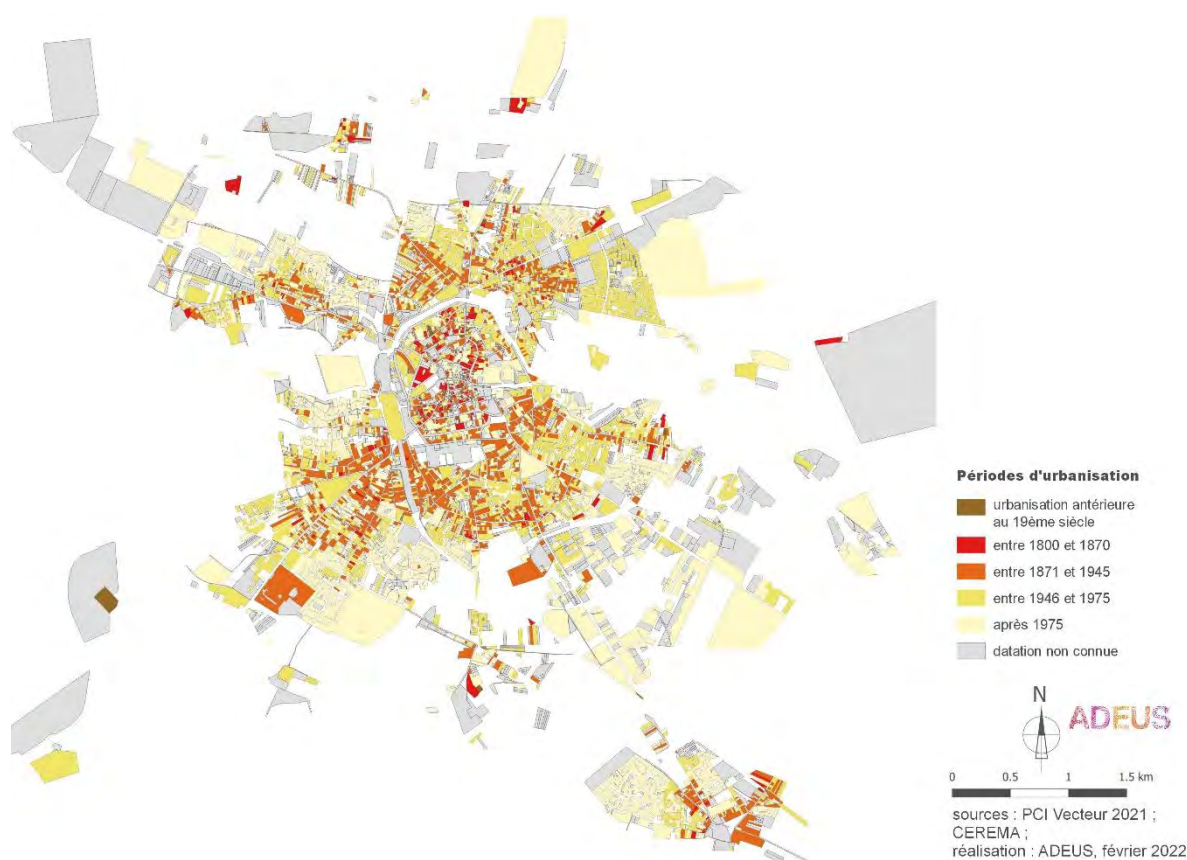 Périodes d'urbanisation
urbanisation antérieure
au 19ème siècle
entre 1800 et 1870
entre 1871 et 1945
entre 1946 et 1975
après 1975
datation non connue
N
ADEUS
0 0.5 1 1.5 km
sources : PCI Vecteur 2021 ;
CEREMA ;
réalisation : ADEUS, février 2022